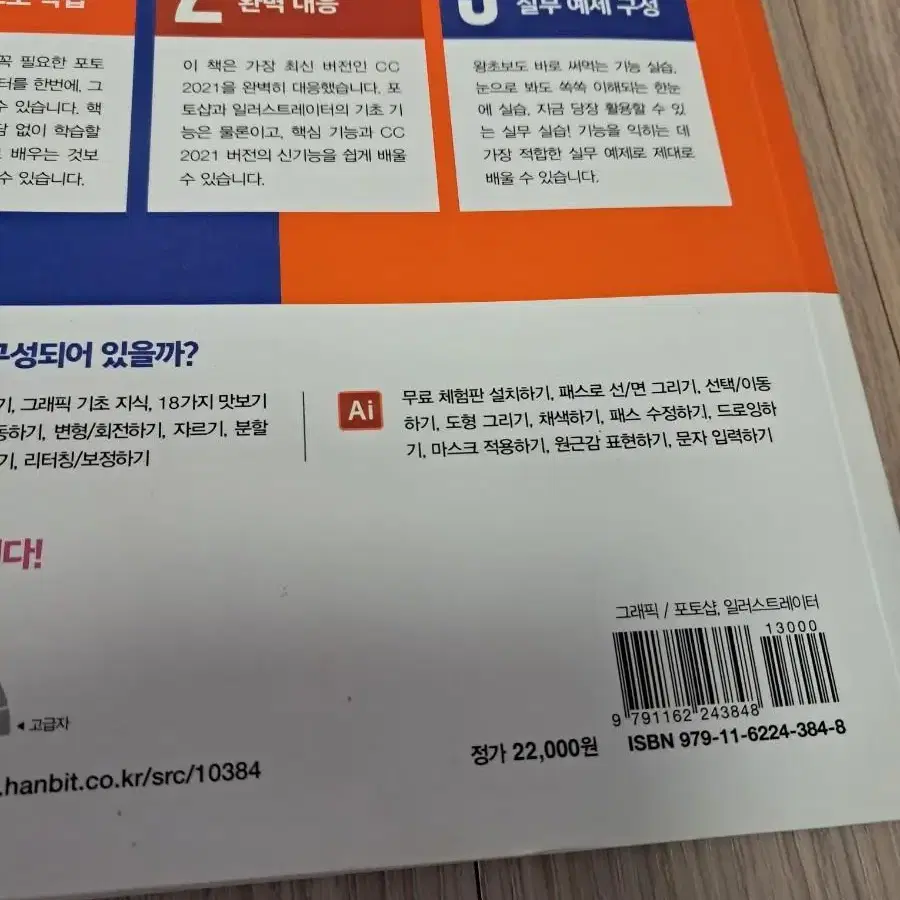 2 완벽 대응
실무 예제 구성
꼭 필요한 포토
터를 한번에, 그
수 있습니다. 핵
담 없이 학습할
배우는 것보
수 있습니다.
이 책은 가장 최신 버전인 CC
2021을 완벽히 대응했습니다. 포
토샵과 일러스트레이터의 기초 기
능은 물론이고, 핵심 기능과 CC
2021 버전의 신기능을 쉽게 배울
수 있습니다.
왕초보도 바로 써먹는 기능 실습,
눈으로 봐도 쏙쏙 이해되는 한눈
에 실습, 지금 당장 활용할 수 있
는 실무 실습! 기능을 익히는 데
가장 적합한 실무 예제로 제대로
배울 수 있습니다.
구성되어 있을까?
기, 그래픽 기초 지식, 18가지 맛보기
동하기, 변형/회전하기, 자르기, 분할
기, 리터칭/보정하기
Ai
무료 체험판 설치하기, 패스로 선/면 그리기, 선택/이동
하기, 도형 그리기, 채색하기, 패스 수정하기, 드로잉하
기, 마스크 적용하기, 원근감 표현하기, 문자 입력하기
니다!
◂ 고급자
.hanbit.co.kr/src/10384
그래픽 / 포토샵, 일러스트레이터
13000
9 791162 243848
정가 22,000원
ISBN 979-11-6224-384-8